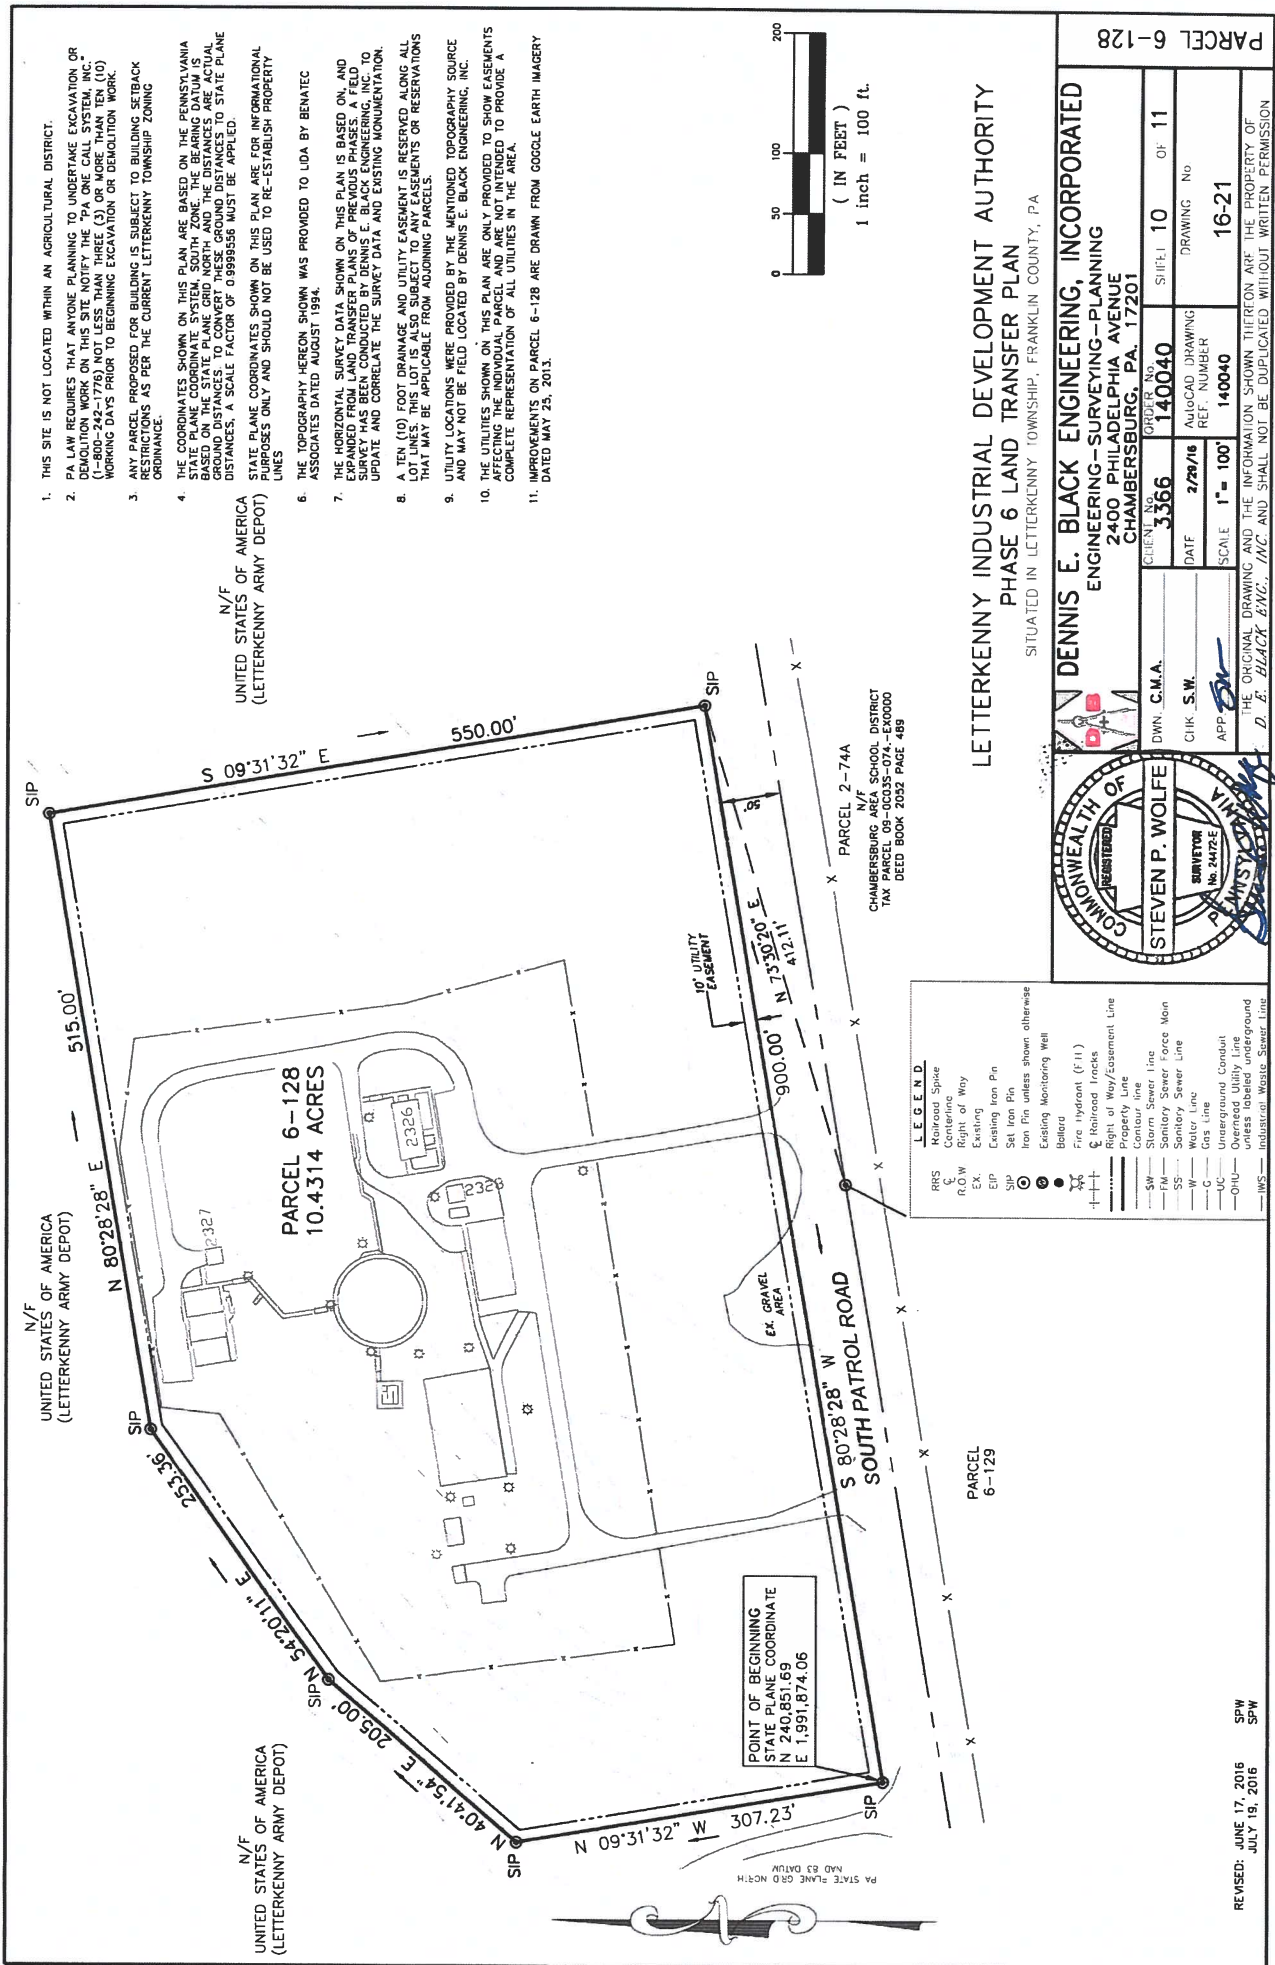 1. THIS SITE IS NOT LOCATED WITHIN AN AGRICULTURAL DISTRICT.
2. PA LAW REQUIRES THAT ANYONE PLANNING TO UNDERTAKE EXCAVATION OR
DEMOLITION WORK ON THIS SITE NOTIFY THE "PA ONE CALL SYSTEM, INC."
(1-800-242-1776) NOT LESS THAN THREE (3) OR MORE THAN TEN (10)
WORKING DAYS PRIOR TO BEGINNING EXCAVATION OR DEMOLITION WORK.
3. ANY PARCEL PROPOSED FOR BUILDING IS SUBJECT TO BUILDING SETBACK
RESTRICTIONS AS PER THE CURRENT LETTERKENNY TOWNSHIP ZONING
ORDINANCE.
4. THE COORDINATES SHOWN ON THIS PLAN ARE BASED ON THE PENNSYLVANIA
STATE PLANE COORDINATE SYSTEM, SOUTH ZONE. THE BEARING DATUM IS
BASED ON THE STATE PLANE GRID NORTH AND THE DISTANCES ARE ACTUAL
GROUND DISTANCES. TO CONVERT THESE GROUND DISTANCES TO STATE PLANE
DISTANCES, A SCALE FACTOR OF 0.9999556 MUST BE APPLIED.
STATE PLANE COORDINATES SHOWN ON THIS PLAN ARE FOR INFORMATIONAL
PURPOSES ONLY AND SHOULD NOT BE USED TO RE-ESTABLISH PROPERTY
LINES
6. THE TOPOGRAPHY HEREON SHOWN WAS PROVIDED TO LIDA BY BENATEC
ASSOCIATES DATED AUGUST 1994.
7. THE HORIZONTAL SURVEY DATA SHOWN ON THIS PLAN IS BASED ON, AND
EXPANDED FROM LAND TRANSFER PLANS OF PREVIOUS PHASES. A FIELD
SURVEY HAS BEEN CONDUCTED BY DENNIS E. BLACK ENGINEERING, INC. TO
UPDATE AND CORRELATE THE SURVEY DATA AND EXISTING MONUMENTATION.
8. A TEN (10) FOOT DRAINAGE AND UTILITY EASEMENT IS RESERVED ALONG ALL
LOT LINES. THIS LOT IS ALSO SUBJECT TO ANY EASEMENTS OR RESERVATIONS
THAT MAY BE APPLICABLE FROM ADJOINING PARCELS.
9. UTILITY LOCATIONS WERE PROVIDED BY THE MENTIONED TOPOGRAPHY SOURCE
AND MAY NOT BE FIELD LOCATED BY DENNIS E. BLACK ENGINEERING, INC.
10. THE UTILITIES SHOWN ON THIS PLAN ARE ONLY PROVIDED TO SHOW EASEMENTS
AFFECTING THE INDIVIDUAL PARCEL AND ARE NOT INTENDED TO PROVIDE A
COMPLETE REPRESENTATION OF ALL UTILITIES IN THE AREA.
11. IMPROVEMENTS ON PARCEL 6-128 ARE DRAWN FROM GOOGLE EARTH IMAGERY
DATED MAY 25, 2013.
N/F
UNITED STATES OF AMERICA
(LETTERKENNY ARMY DEPOT)
N/F
UNITED STATES OF AMERICA
(LETTERKENNY ARMY DEPOT)
N/F
UNITED STATES OF AMERICA
(LETTERKENNY ARMY DEPOT)
SIP
SIP
SIP
SIP
SIP
SIP
N 80°28'28" E
515.00'
S 09°31'32" E
550.00'
N 54°20'11" E
253.36'
N 40°41'54" E
205.00'
N 09°31'32" W
307.23'
S 80°28'28" W
900.00'
N 73°30'20" E
412.11'
50'
10' UTILITY
EASEMENT
PARCEL 6-128
10.4314 ACRES
2327
2326
2328
EX. GRAVEL
AREA
SOUTH PATROL ROAD
POINT OF BEGINNING
STATE PLANE COORDINATE
N 240,851.69
E 1,991,874.06
PARCEL 2-74A
N/F
CHAMBERSBURG AREA SCHOOL DISTRICT
TAX PARCEL 09-0C03S-074.-EX0000
DEED BOOK 2052 PAGE 489
PARCEL
6-129
PA STATE PLANE GRID NORTH
NAD 83 DATUM
0 50 100 200
( IN FEET )
1 inch = 100 ft.
LEGEND
RRS Railroad Spike
℄ Centerline
R.O.W Right of Way
EX. Existing
EIP Existing Iron Pin
SIP Set Iron Pin
Iron Pin unless shown otherwise
Existing Monitoring Well
Bollard
Fire Hydrant (F.H.)
℄ Railroad Tracks
Right of Way/Easement Line
Property Line
Contour line
SW Storm Sewer Line
FM Sanitary Sewer Force Main
SS Sanitary Sewer Line
W Water Line
G Gas Line
UC Underground Conduit
OHU Overhead Utility Line
unless labeled underground
IWS Industrial Waste Sewer Line
LETTERKENNY INDUSTRIAL DEVELOPMENT AUTHORITY
PHASE 6 LAND TRANSFER PLAN
SITUATED IN LETTERKENNY TOWNSHIP, FRANKLIN COUNTY, PA
COMMONWEALTH OF
REGISTERED
STEVEN P. WOLFE
SURVEYOR
No. 24472-E
PENNSYLVANIA
D B
DENNIS E. BLACK ENGINEERING, INCORPORATED
ENGINEERING-SURVEYING-PLANNING
2400 PHILADELPHIA AVENUE
CHAMBERSBURG, PA. 17201
DWN. C.M.A.
CHK. S.W.
APP. SW
CLIENT No. 3366
DATE 2/29/16
SCALE 1"= 100'
ORDER No. 140040
AutoCAD DRAWING
REF. NUMBER
140040
SHEET 10 OF 11
DRAWING No
16-21
THE ORIGINAL DRAWING AND THE INFORMATION SHOWN THEREON ARE THE PROPERTY OF
D. E. BLACK ENG., INC. AND SHALL NOT BE DUPLICATED WITHOUT WRITTEN PERMISSION
PARCEL 6-128
REVISED: JUNE 17, 2016 SPW
JULY 19, 2016 SPW